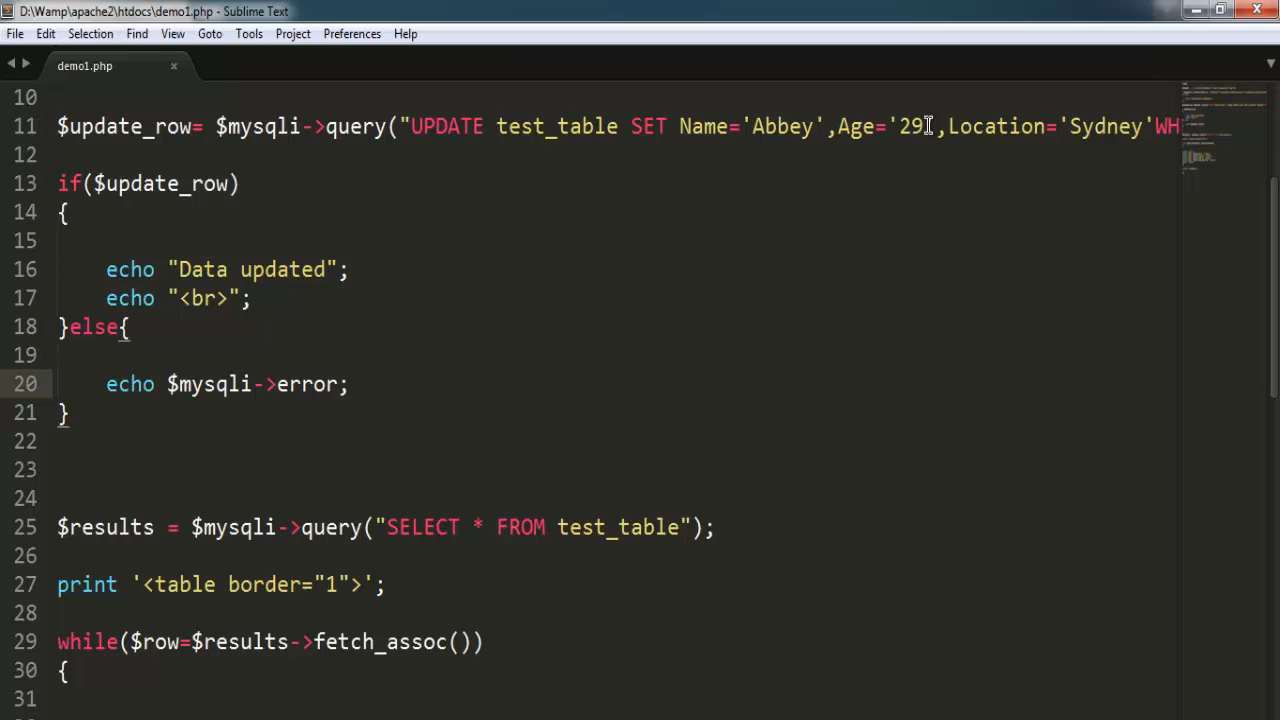 D:\Wamp\apache2\htdocs\demo1.php - Sublime Text
File Edit Selection Find View Goto Tools Project Preferences Help
demo1.php ×
10
11 $update_row= $mysqli->query("UPDATE test_table SET Name='Abbey',Age='29',Location='Sydney'WH
12
13 if($update_row)
14 {
15
16 echo "Data updated";
17 echo "<br>";
18 }else{
19
20 echo $mysqli->error;
21 }
22
23
24
25 $results = $mysqli->query("SELECT * FROM test_table");
26
27 print '<table border="1">';
28
29 while($row=$results->fetch_assoc())
30 {
31